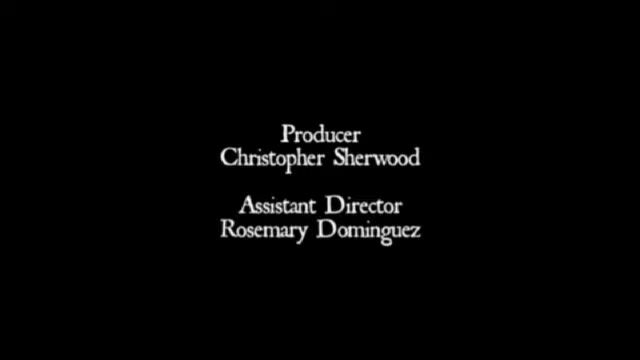 Producer
Christopher Sherwood
Assistant Director
Rosemary Dominguez